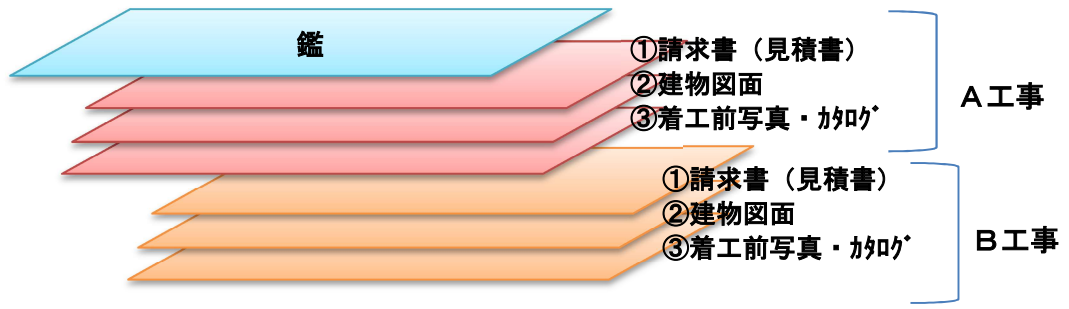 鑑
①請求書（見積書）
②建物図面
③着工前写真・ｶﾀﾛｸﾞ
Ａ工事
①請求書（見積書）
②建物図面
③着工前写真・ｶﾀﾛｸﾞ
Ｂ工事